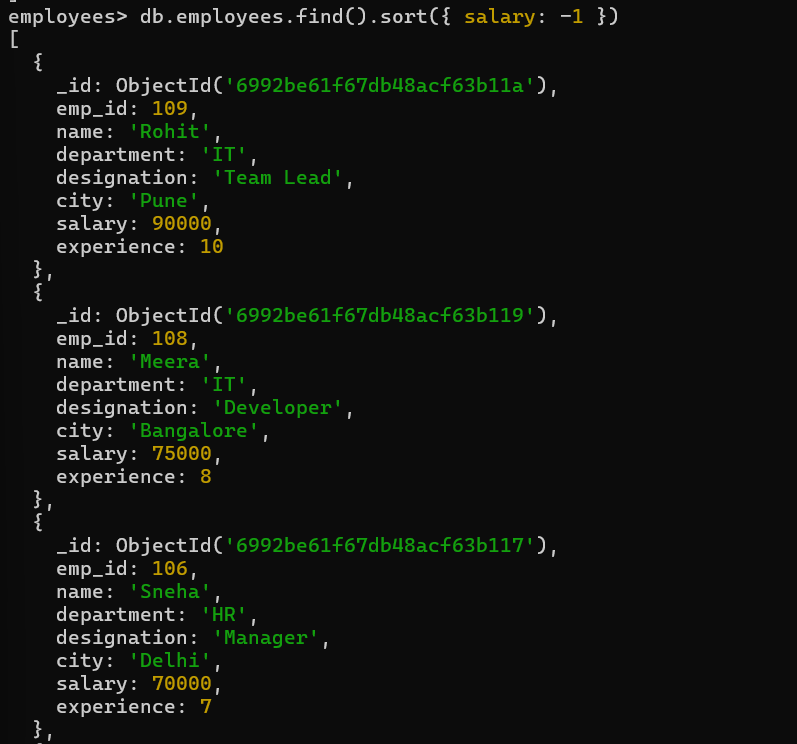 employees> db.employees.find().sort({ salary: -1 })
[
  {
    _id: ObjectId('6992be61f67db48acf63b11a'),
    emp_id: 109,
    name: 'Rohit',
    department: 'IT',
    designation: 'Team Lead',
    city: 'Pune',
    salary: 90000,
    experience: 10
  },
  {
    _id: ObjectId('6992be61f67db48acf63b119'),
    emp_id: 108,
    name: 'Meera',
    department: 'IT',
    designation: 'Developer',
    city: 'Bangalore',
    salary: 75000,
    experience: 8
  },
  {
    _id: ObjectId('6992be61f67db48acf63b117'),
    emp_id: 106,
    name: 'Sneha',
    department: 'HR',
    designation: 'Manager',
    city: 'Delhi',
    salary: 70000,
    experience: 7
  },